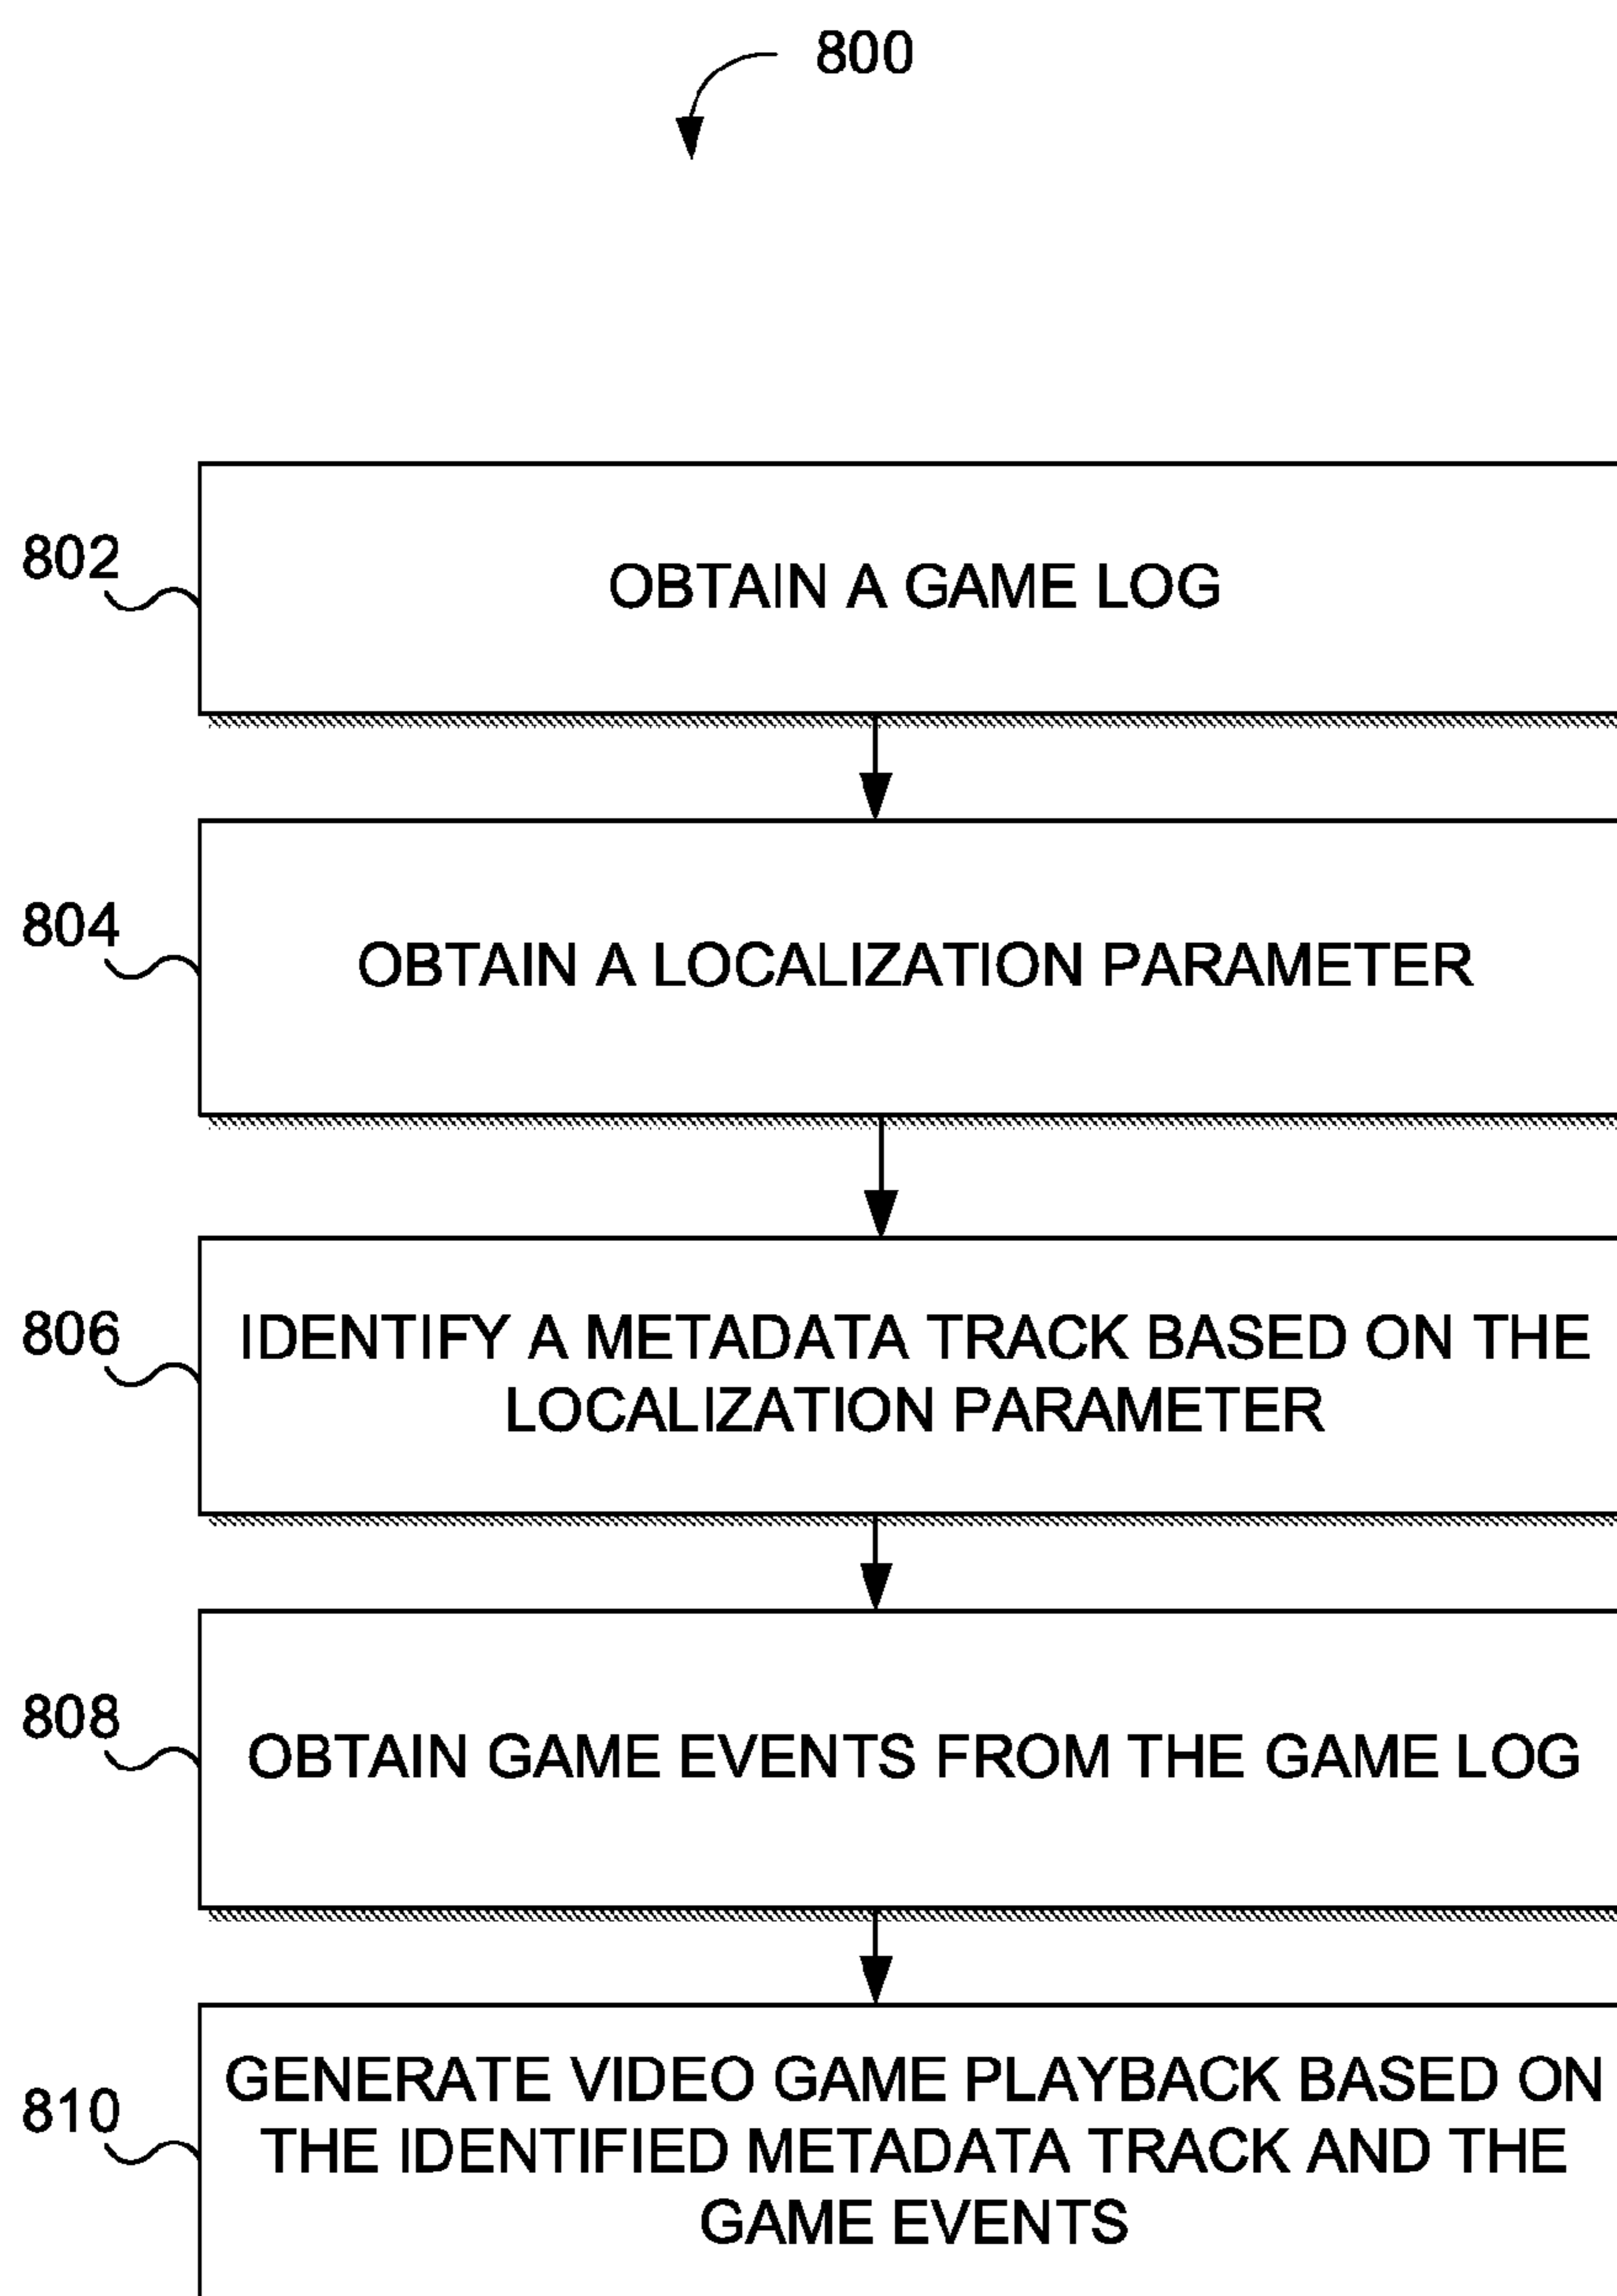 800
802
OBTAIN A GAME LOG
804
OBTAIN A LOCALIZATION PARAMETER
806
IDENTIFY A METADATA TRACK BASED ON THE
LOCALIZATION PARAMETER
808
OBTAIN GAME EVENTS FROM THE GAME LOG
810
GENERATE VIDEO GAME PLAYBACK BASED ON
THE IDENTIFIED METADATA TRACK AND THE
GAME EVENTS